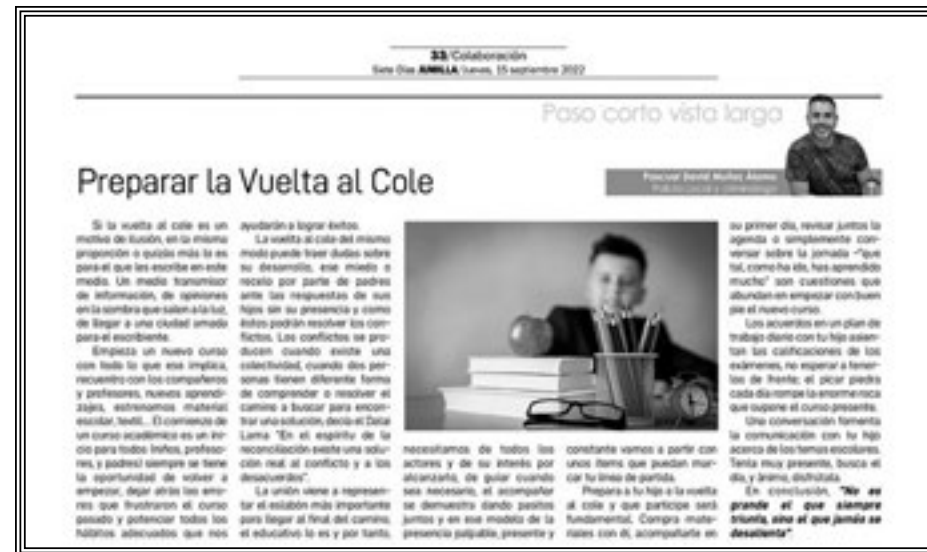 33/Colaboración
Siete Días JUMILLA/Jueves, 15 septiembre 2022
Paso corto vista larga
Pascual David Muñoz
Policía Local y criminólogo
Preparar la Vuelta al Cole
Si la vuelta al cole es un
motivo de ilusión, en la misma
proporción o quizás más lo es
para el que les escribe en este
medio. Un medio transmisor
de información, de opiniones
en la sombra que salen a la luz,
de llegar a una ciudad amada
para el escribiente.
Empieza un nuevo curso
con todo lo que eso implica,
recuentro con los compañeros
y profesores, nuevos aprendi-
zajes, estrenamos material
escolar, textil... El comienzo de
un curso académico es un ini-
cio para todos (niños, profeso-
res, y padres) siempre se tiene
la oportunidad de volver a
empezar, dejar atrás los erro-
res que frustraron el curso
pasado y potenciar todos los
hábitos adecuados que nos
ayudarán a lograr éxitos.
La vuelta al cole del mismo
modo puede traer dudas sobre
su desarrollo, ese miedo o
recelo por parte de padres
ante las respuestas de sus
hijos sin su presencia y como
éstos podrán resolver los con-
flictos. Los conflictos se pro-
ducen cuando existe una
colectividad, cuando dos per-
sonas tienen diferente forma
de comprender o resolver el
camino a buscar para encon-
trar una solución, decía el Dalai
Lama "En el espíritu de la
reconciliación existe una solu-
ción real al conflicto y a los
desacuerdos".
La unión viene a represen-
tar el eslabón más importante
para llegar al final del camino,
el educativo lo es y por tanto,
necesitamos de todos los
actores y de su interés por
alcanzarla, de guiar cuando
sea necesario, el acompañar
se demuestra dando pasitos
juntos y en ese modelo de la
presencia palpable, presente y
constante vamos a partir con
unos ítems que puedan mar-
car tu línea de partida.
Prepara a tu hijo a la vuelta
al cole y que participe será
fundamental. Compra mate-
riales con él, acompañarle en
su primer día, revisar juntos la
agenda o simplemente con-
versar sobre la jornada -"que
tal, como ha ido, has aprendido
mucho" son cuestiones que
abundan en empezar con buen
pie el nuevo curso.
Los acuerdos en un plan de
trabajo diario con tu hijo asien-
tan las calificaciones de los
exámenes, no esperar a tener-
los de frente; el picar piedra
cada día rompe la enorme roca
que supone el curso presente.
Una conversación fomenta
la comunicación con tu hijo
acerca de los temas escolares.
Tenla muy presente, busca el
día, y ánimo, disfrútala.
En conclusión, "No es
grande el que siempre
triunfa, sino el que jamás se
desalienta".